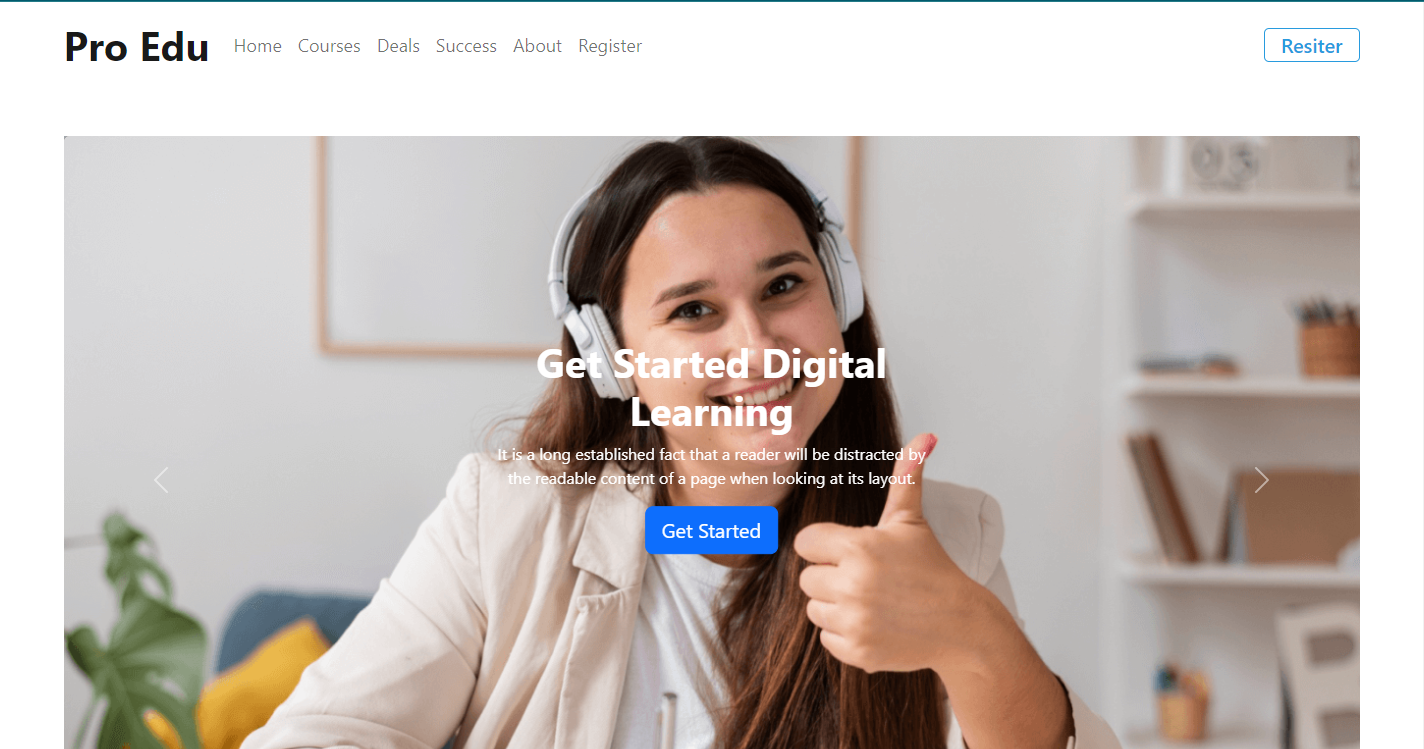 Pro Edu Home Courses Deals Success About Register Resiter
03
Get Started Digital
Learning
It is a long established fact that a reader will be distracted by
the readable content of a page when looking at its layout.
Get Started